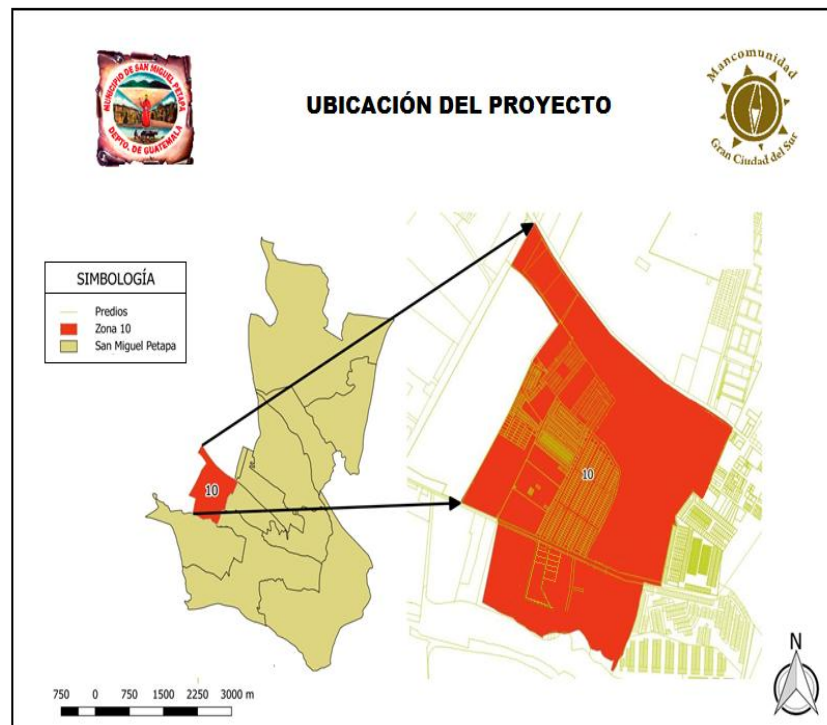 UBICACIÓN DEL PROYECTO
MUNICIPIO DE SAN MIGUEL PETAPA
DEPTO. DE GUATEMALA
Mancomunidad
Gran Ciudad del Sur
SIMBOLOGÍA
Predios
Zona 10
San Miguel Petapa
10
10
N
750 0 750 1500 2250 3000 m